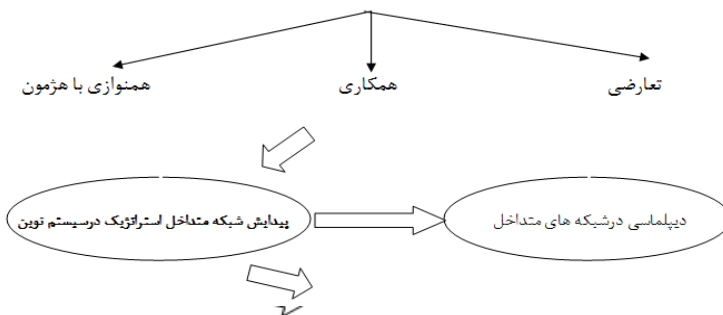 تعارضی
همکاری
همنوازی با هژمون
پیدایش شبکه متداخل استراتژیک درسیستم نوین
دیپلماسی درشبکه های متداخل